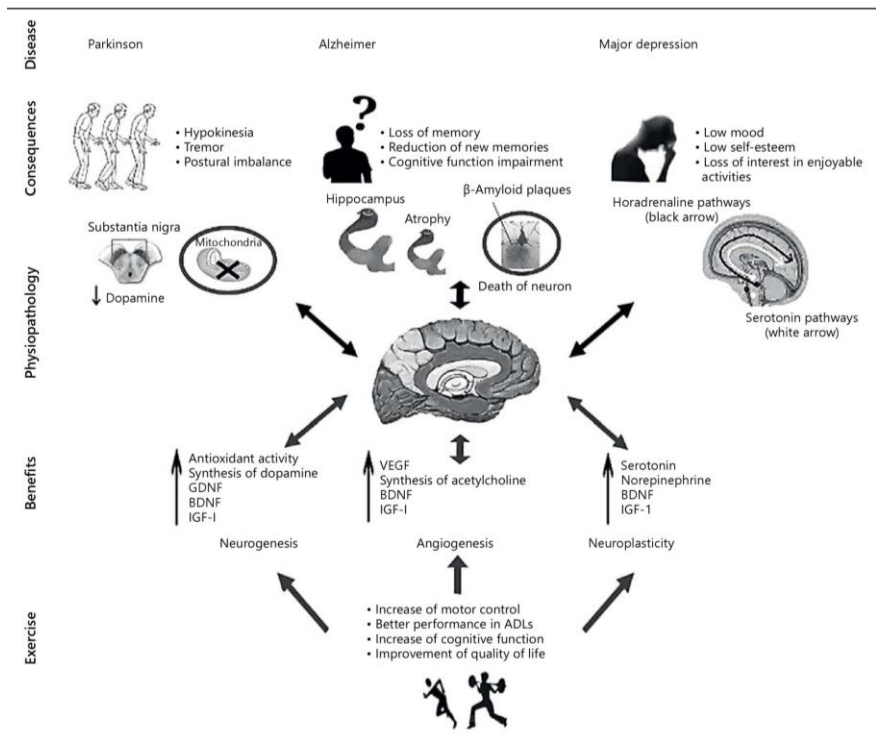 Disease
Parkinson
Alzheimer
Major depression
Consequences
• Hypokinesia
• Tremor
• Postural imbalance
?
• Loss of memory
• Reduction of new memories
• Cognitive function impairment
• Low mood
• Low self-esteem
• Loss of interest in enjoyable
activities
Physiopathology
Substantia nigra
Mitochondria
↓ Dopamine
Hippocampus
Atrophy
β-Amyloid plaques
Death of neuron
Horadrenaline pathways
(black arrow)
Serotonin pathways
(white arrow)
Benefits
Antioxidant activity
Synthesis of dopamine
GDNF
BDNF
IGF-I
VEGF
Synthesis of acetylcholine
BDNF
IGF-I
Serotonin
Norepinephrine
BDNF
IGF-1
Neurogenesis
Angiogenesis
Neuroplasticity
Exercise
• Increase of motor control
• Better performance in ADLs
• Increase of cognitive function
• Improvement of quality of life